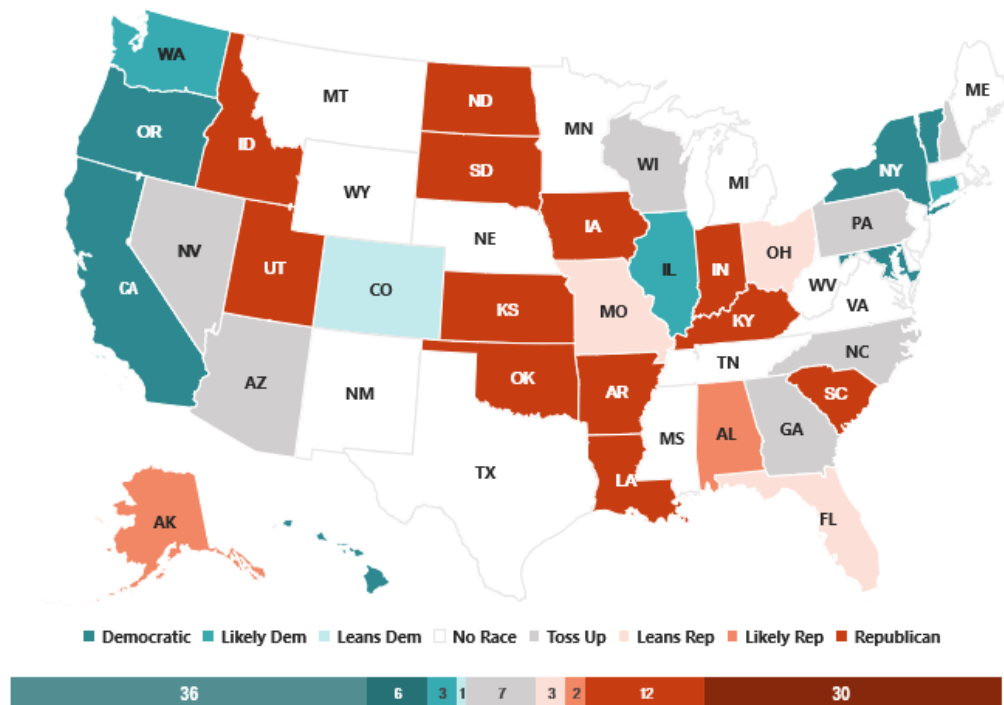 WA
ME
MT
ND
MN
OR
ID
WI
NY
SD
MI
WY
PA
IA
NE
NV
OH
IL
IN
UT
CO
WV
CA
VA
KS
MO
KY
NC
TN
AZ
OK
NM
AR
SC
AL
GA
MS
TX
LA
AK
FL
Democratic Likely Dem Leans Dem No Race Toss Up Leans Rep Likely Rep Republican
36 6 3 1 7 3 2 12 30